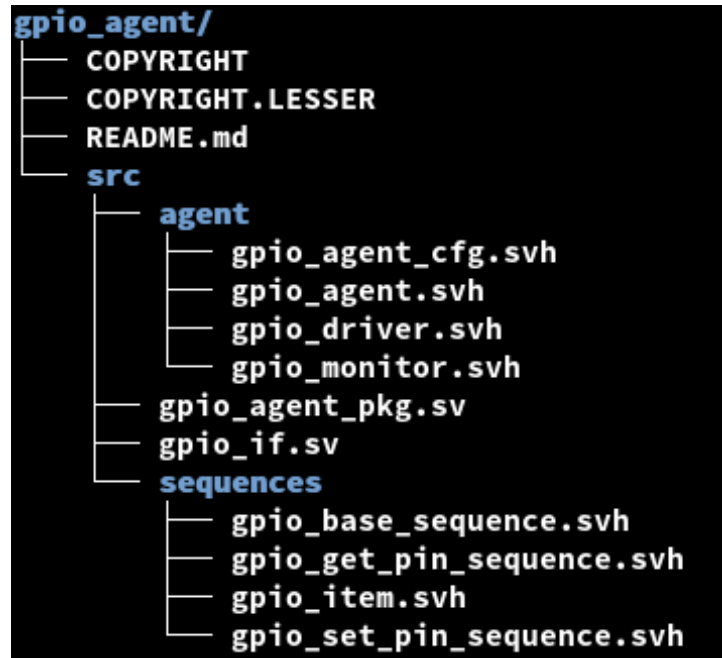 gpio_agent/
COPYRIGHT
COPYRIGHT.LESSER
README.md
src
agent
gpio_agent_cfg.svh
gpio_agent.svh
gpio_driver.svh
gpio_monitor.svh
gpio_agent_pkg.sv
gpio_if.sv
sequences
gpio_base_sequence.svh
gpio_get_pin_sequence.svh
gpio_item.svh
gpio_set_pin_sequence.svh